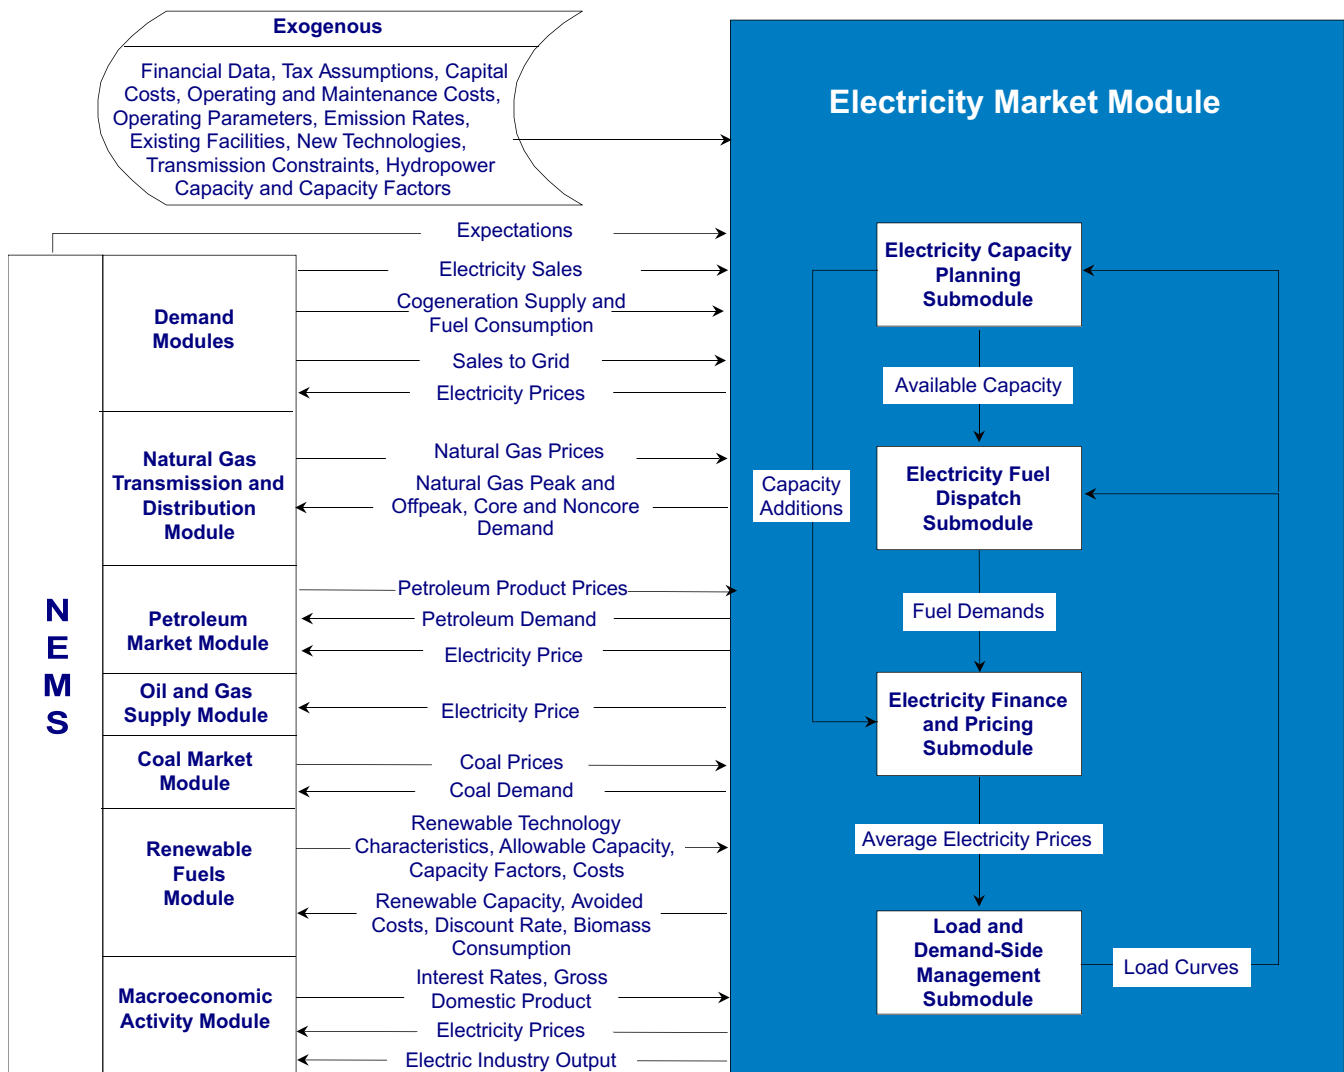 Exogenous
Financial Data, Tax Assumptions, Capital
Costs, Operating and Maintenance Costs,
Operating Parameters, Emission Rates,
Existing Facilities, New Technologies,
Transmission Constraints, Hydropower
Capacity and Capacity Factors
Electricity Market Module
NEMS
Demand
Modules
Natural Gas
Transmission and
Distribution
Module
Petroleum
Market Module
Oil and Gas
Supply Module
Coal Market
Module
Renewable
Fuels
Module
Macroeconomic
Activity Module
Expectations
Electricity Sales
Cogeneration Supply and
Fuel Consumption
Sales to Grid
Electricity Prices
Natural Gas Prices
Natural Gas Peak and
Offpeak, Core and Noncore
Demand
Petroleum Product Prices
Petroleum Demand
Electricity Price
Electricity Price
Coal Prices
Coal Demand
Renewable Technology
Characteristics, Allowable Capacity,
Capacity Factors, Costs
Renewable Capacity, Avoided
Costs, Discount Rate, Biomass
Consumption
Interest Rates, Gross
Domestic Product
Electricity Prices
Electric Industry Output
Electricity Capacity
Planning
Submodule
Available Capacity
Capacity
Additions
Electricity Fuel
Dispatch
Submodule
Fuel Demands
Electricity Finance
and Pricing
Submodule
Average Electricity Prices
Load and
Demand-Side
Management
Submodule
Load Curves